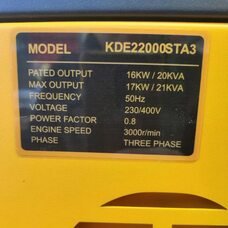 MODEL KDE22000STA3
PATED OUTPUT 16KW / 20KVA
MAX OUTPUT 17KW / 21KVA
FREQUENCY 50Hz
VOLTAGE 230/400V
POWER FACTOR 0.8
ENGINE SPEED 3000r/min
PHASE THREE PHASE